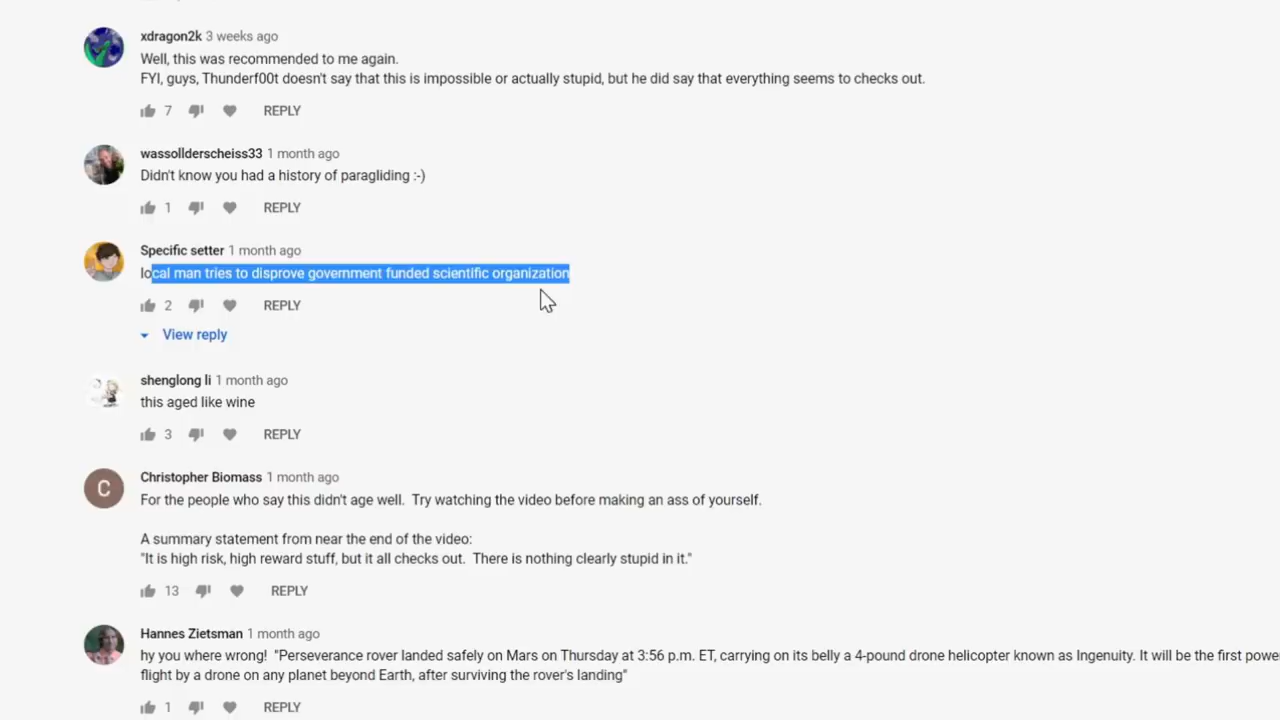 xdragon2k 3 weeks ago
Well, this was recommended to me again.
FYI, guys, Thunderf00t doesn't say that this is impossible or actually stupid, but he did say that everything seems to checks out.
7 REPLY
wassollderscheiss33 1 month ago
Didn't know you had a history of paragliding :-)
1 REPLY
Specific setter 1 month ago
local man tries to disprove government funded scientific organization
2 REPLY
View reply
shenglong li 1 month ago
this aged like wine
3 REPLY
C
Christopher Biomass 1 month ago
For the people who say this didn't age well. Try watching the video before making an ass of yourself.
A summary statement from near the end of the video:
"It is high risk, high reward stuff, but it all checks out. There is nothing clearly stupid in it."
13 REPLY
Hannes Zietsman 1 month ago
hy you where wrong! "Perseverance rover landed safely on Mars on Thursday at 3:56 p.m. ET, carrying on its belly a 4-pound drone helicopter known as Ingenuity. It will be the first powe
flight by a drone on any planet beyond Earth, after surviving the rover's landing"
1 REPLY